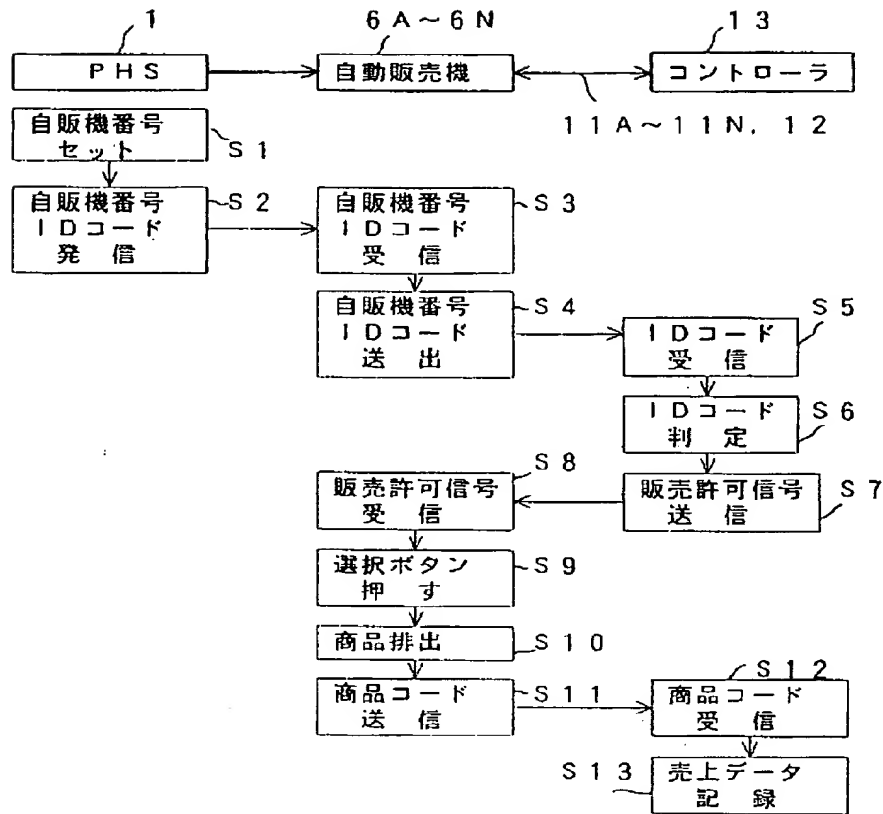 1
6A~6N
13
PHS
自動販売機
コントローラ
11A~11N, 12
自販機番号
セット
S1
自販機番号
IDコード
発信
S2
自販機番号
IDコード
受信
S3
自販機番号
IDコード
送出
S4
IDコード
受信
S5
IDコード
判定
S6
販売許可信号
送信
S7
販売許可信号
受信
S8
選択ボタン
押す
S9
商品排出
S10
商品コード
送信
S11
商品コード
受信
S12
売上データ
記録
S13